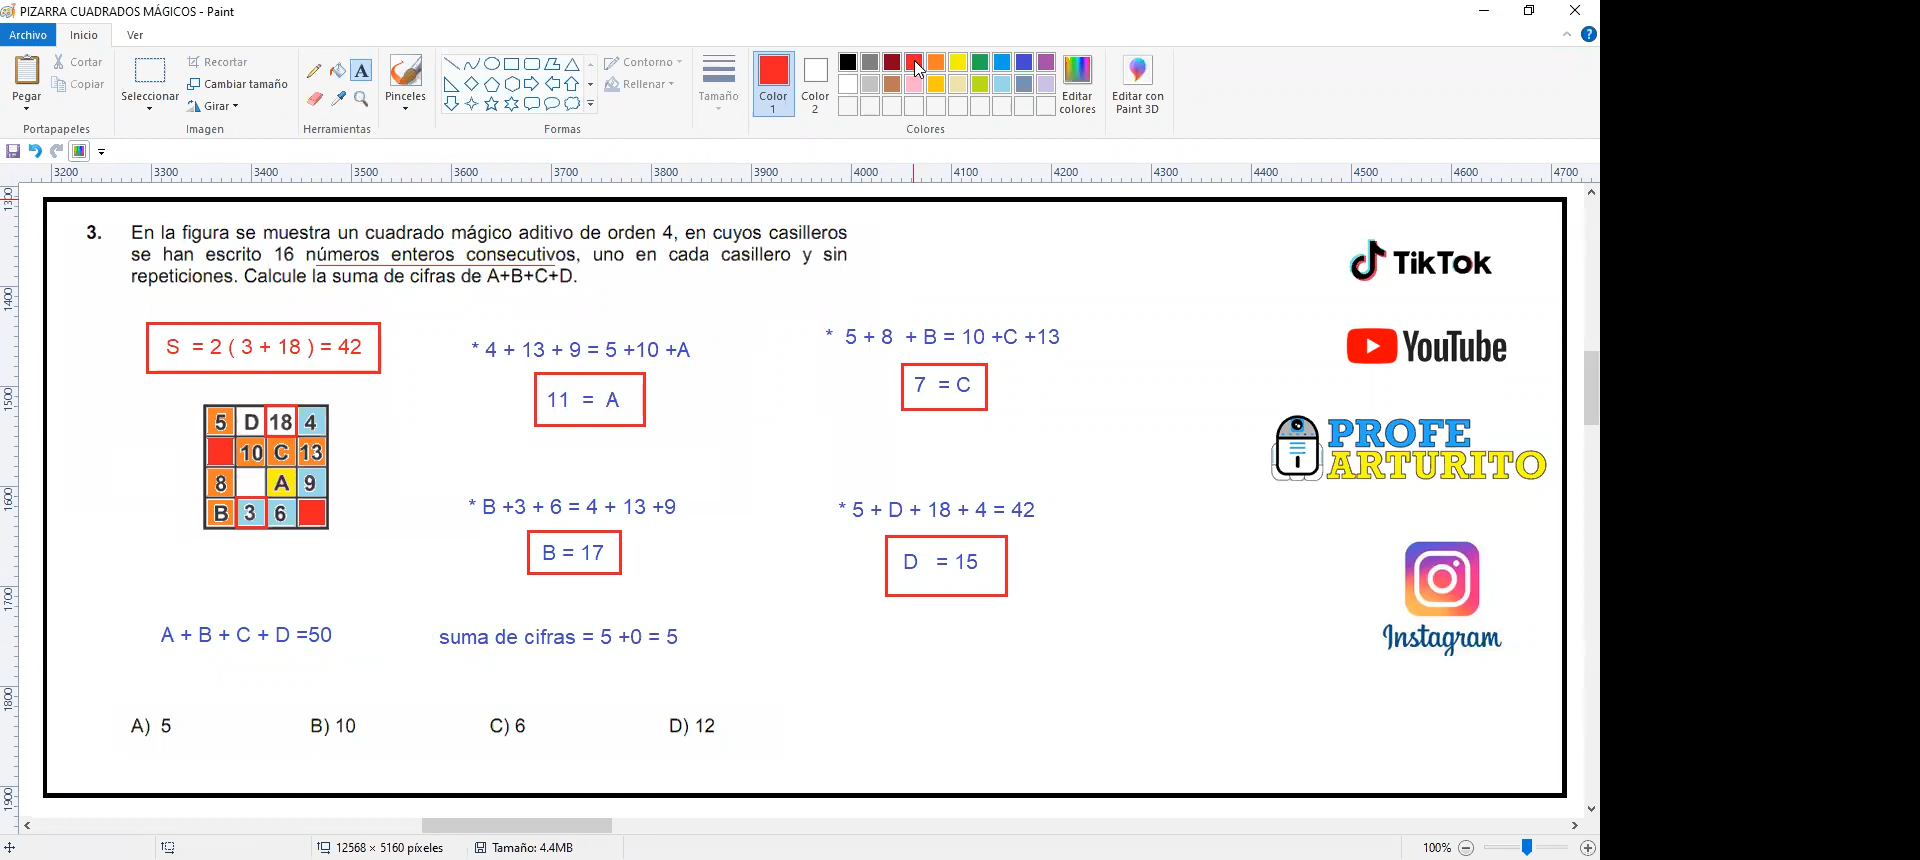 PIZARRA CUADRADOS MÁGICOS - Paint
Archivo
Inicio
Ver
Pegar
Cortar
Copiar
Portapapeles
Seleccionar
Recortar
Cambiar tamaño
Girar
Imagen
A
Herramientas
Pinceles
Formas
Contorno
Rellenar
Tamaño
Color 1
Color 2
Colores
Editar colores
Editar con Paint 3D
3200 3300 3400 3500 3600 3700 3800 3900 4000 4100 4200 4300 4400 4500 4600 4700
1300
1400
1500
1600
1700
1800
1900
3. En la figura se muestra un cuadrado mágico aditivo de orden 4, en cuyos casilleros
se han escrito 16 números enteros consecutivos, uno en cada casillero y sin
repeticiones. Calcule la suma de cifras de A+B+C+D.
S = 2 ( 3 + 18 ) = 42
* 4 + 13 + 9 = 5 +10 +A
11 = A
* 5 + 8 + B = 10 +C +13
7 = C
5 D 18 4
10 C 13
8 A 9
B 3 6
* B +3 + 6 = 4 + 13 +9
B = 17
* 5 + D + 18 + 4 = 42
D = 15
A + B + C + D =50
suma de cifras = 5 +0 = 5
A) 5
B) 10
C) 6
D) 12
TikTok
YouTube
PROFE
ARTURITO
Instagram
12568 × 5160 píxeles
Tamaño: 4.4MB
100%